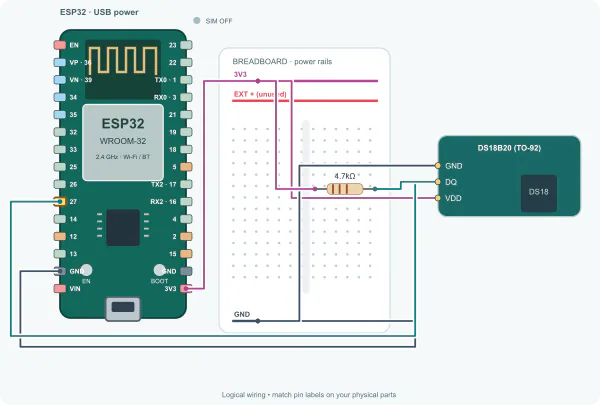 ESP32 · USB power
SIM OFF
EN
VP · 36
VN · 39
34
35
32
33
25
26
27
14
12
13
GND
VIN
23
22
TX0 · 1
RX0 · 3
21
19
18
5
TX2 · 17
RX2 · 16
4
2
15
GND
3V3
ESP32
WROOM-32
2.4 GHz · Wi-Fi / BT
EN
BOOT
BREADBOARD · power rails
3V3
EXT + (unused)
4.7kΩ
GND
DS18B20 (TO-92)
GND
DQ
VDD
DS18
Logical wiring • match pin labels on your physical parts